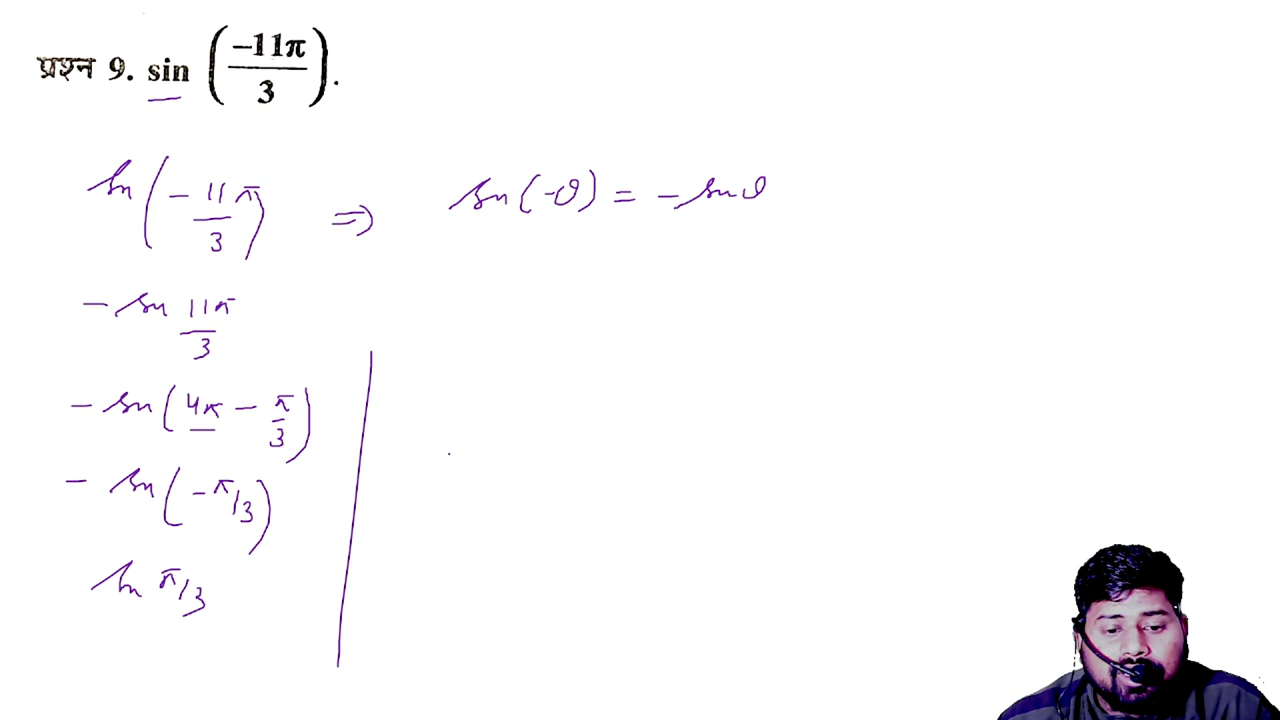 प्रश्न 9. sin (-11π/3).
sin(-11π/3) ⇒ sin(-θ) = -sinθ
- sin 11π/3
- sin(4π - π/3)
- sin(-π/3)
sin π/3